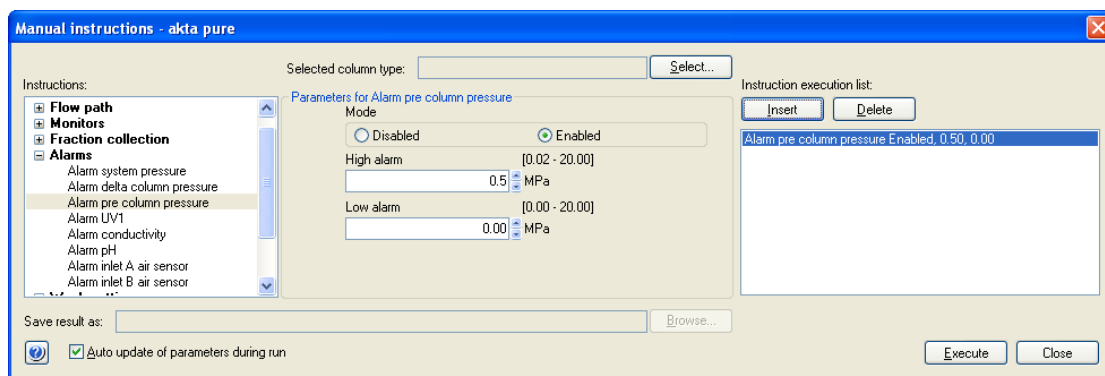 Manual instructions - akta pure
Selected column type:
Select...
Instructions:
Flow path
Monitors
Fraction collection
Alarms
Alarm system pressure
Alarm delta column pressure
Alarm pre column pressure
Alarm UV1
Alarm conductivity
Alarm pH
Alarm inlet A air sensor
Alarm inlet B air sensor
Parameters for Alarm pre column pressure
Mode
Disabled Enabled
High alarm [0.02 - 20.00]
0.5 MPa
Low alarm [0.00 - 20.00]
0.00 MPa
Instruction execution list:
Insert Delete
Alarm pre column pressure Enabled, 0.50, 0.00
Save result as:
Browse...
Auto update of parameters during run
Execute Close